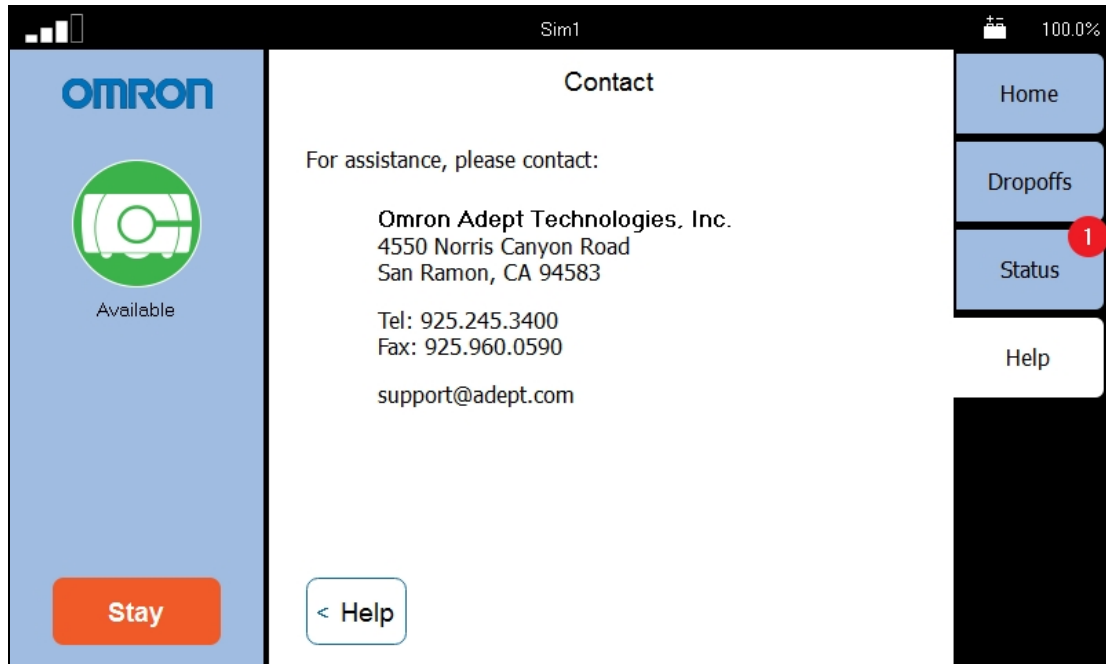 Sim1
100.0%
OMRON
Available
Stay
Contact
For assistance, please contact:
Omron Adept Technologies, Inc.
4550 Norris Canyon Road
San Ramon, CA 94583
Tel: 925.245.3400
Fax: 925.960.0590
support@adept.com
< Help
Home
Dropoffs
1
Status
Help